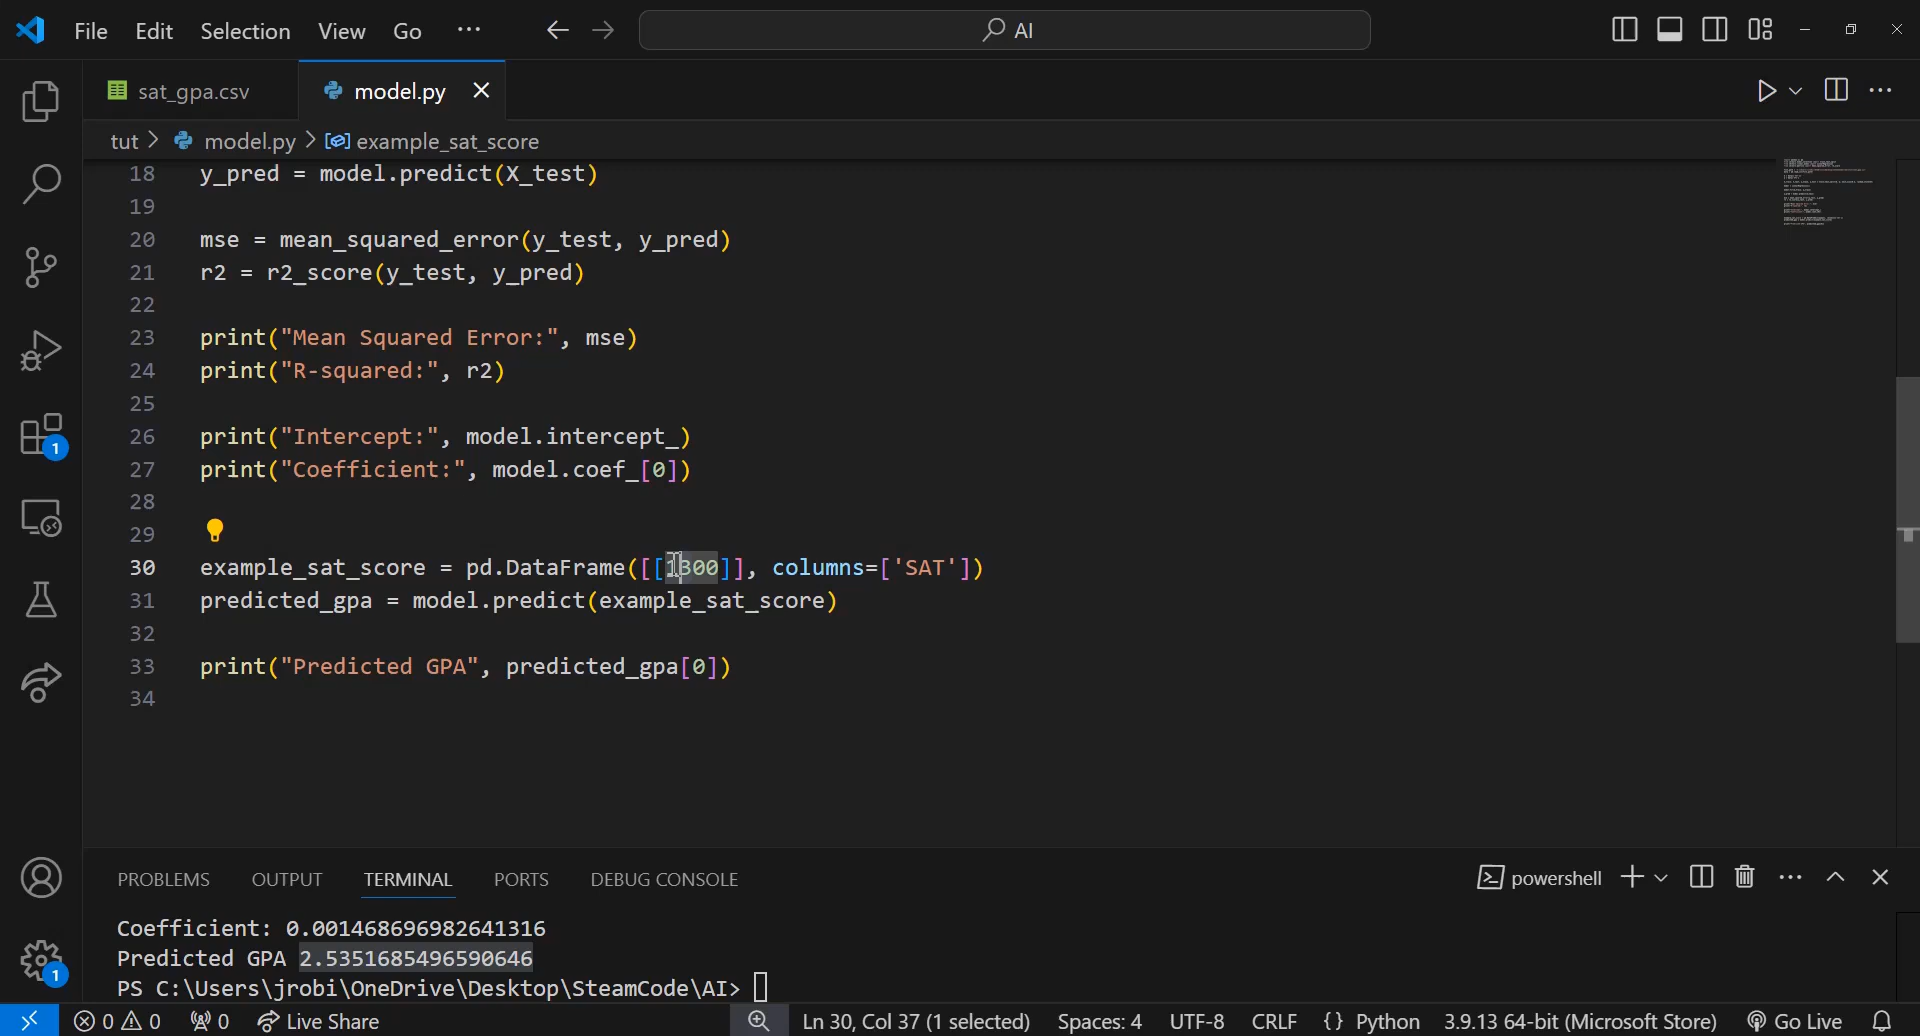 File Edit Selection View Go ··· AI
sat_gpa.csv model.py
tut > model.py > example_sat_score
18 y_pred = model.predict(X_test)
19
20 mse = mean_squared_error(y_test, y_pred)
21 r2 = r2_score(y_test, y_pred)
22
23 print("Mean Squared Error:", mse)
24 print("R-squared:", r2)
25
26 print("Intercept:", model.intercept_)
27 print("Coefficient:", model.coef_[0])
28
29
30 example_sat_score = pd.DataFrame([[1300]], columns=['SAT'])
31 predicted_gpa = model.predict(example_sat_score)
32
33 print("Predicted GPA", predicted_gpa[0])
34
1
PROBLEMS OUTPUT TERMINAL PORTS DEBUG CONSOLE powershell
Coefficient: 0.001468696982641316
Predicted GPA 2.5351685496590646
PS C:\Users\jrobi\OneDrive\Desktop\SteamCode\AI>
1
0 0 0 Live Share Ln 30, Col 37 (1 selected) Spaces: 4 UTF-8 CRLF {} Python 3.9.13 64-bit (Microsoft Store) Go Live